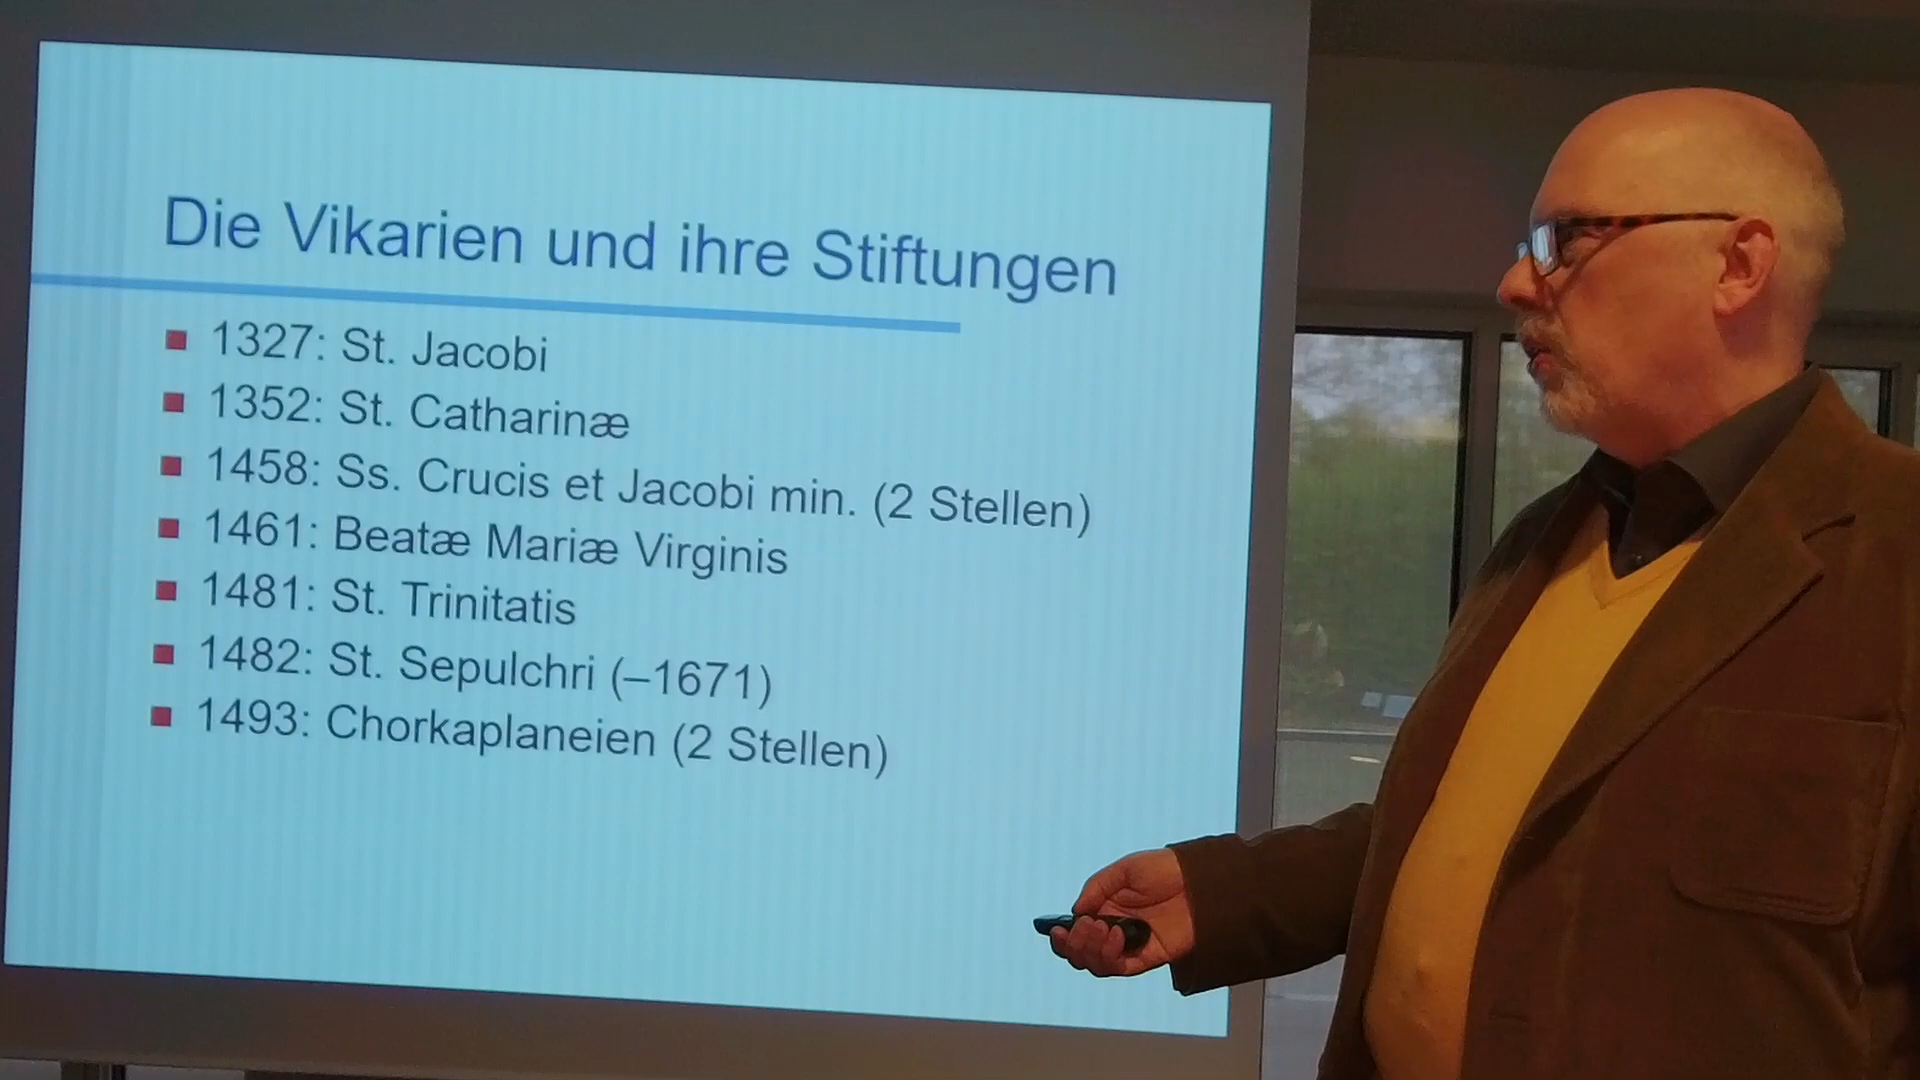 Die Vikarien und ihre Stiftungen
1327: St. Jacobi
1352: St. Catharinæ
1458: Ss. Crucis et Jacobi min. (2 Stellen)
1461: Beatæ Mariæ Virginis
1481: St. Trinitatis
1482: St. Sepulchri (–1671)
1493: Chorkaplaneien (2 Stellen)